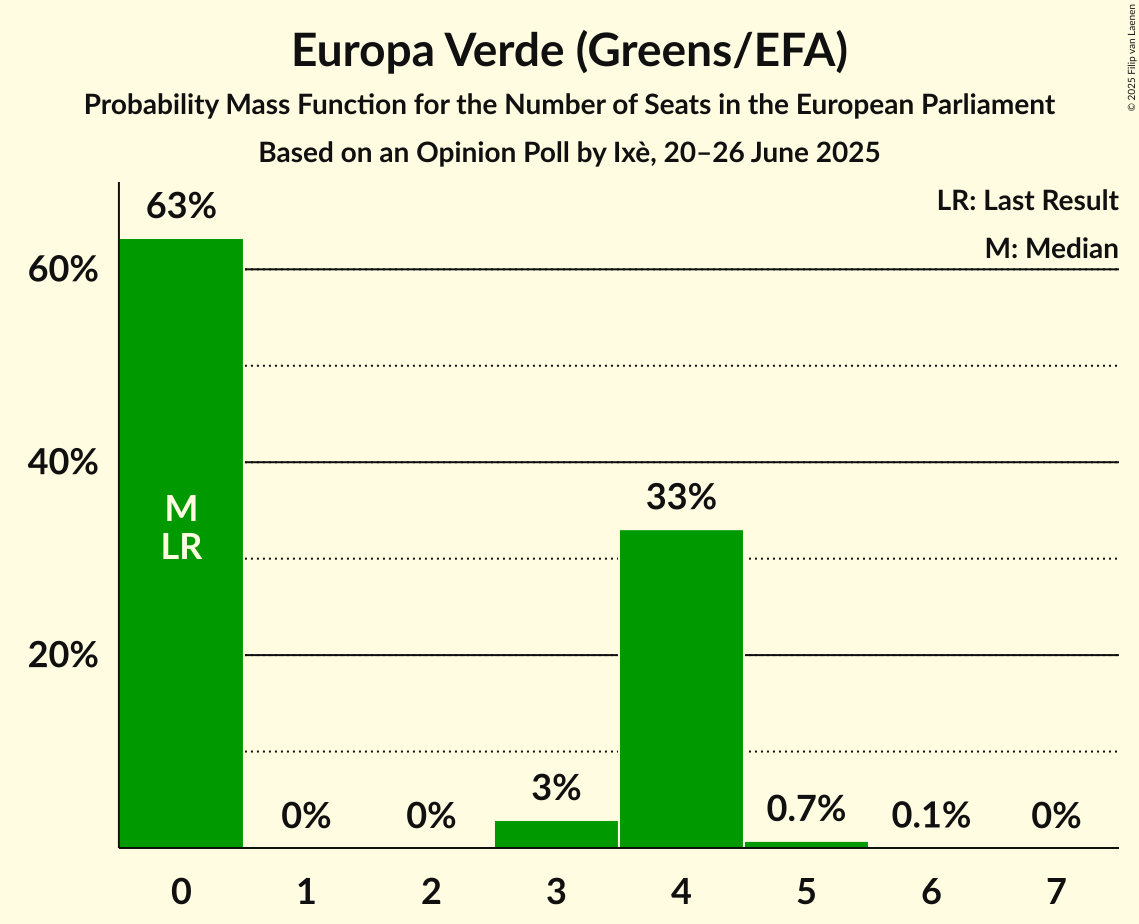 Europa Verde (Greens/EFA)
Probability Mass Function for the Number of Seats in the European Parliament
Based on an Opinion Poll by Ixè, 20–26 June 2025
© 2025 Filip van Laenen
LR: Last Result
M: Median
63%
60%
40%
20%
M
LR
0%
0%
3%
33%
0.7%
0.1%
0%
0 1 2 3 4 5 6 7